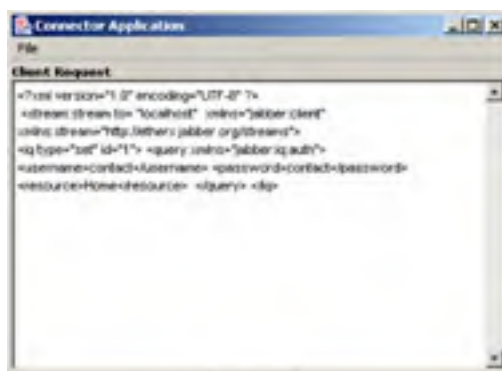 Connector Application
File
Client Request
<?xml version="1.0" encoding="UTF-8" ?>
<stream:stream to= "localhost" xmlns="jabber:client"
xmlns:stream="http://etherx.jabber.org/streams">
<iq type="set" id="1"> <query xmlns="jabber:iq:auth">
<username>contact</username> <password>contact</password>
<resource>Home</resource> </query> </iq>